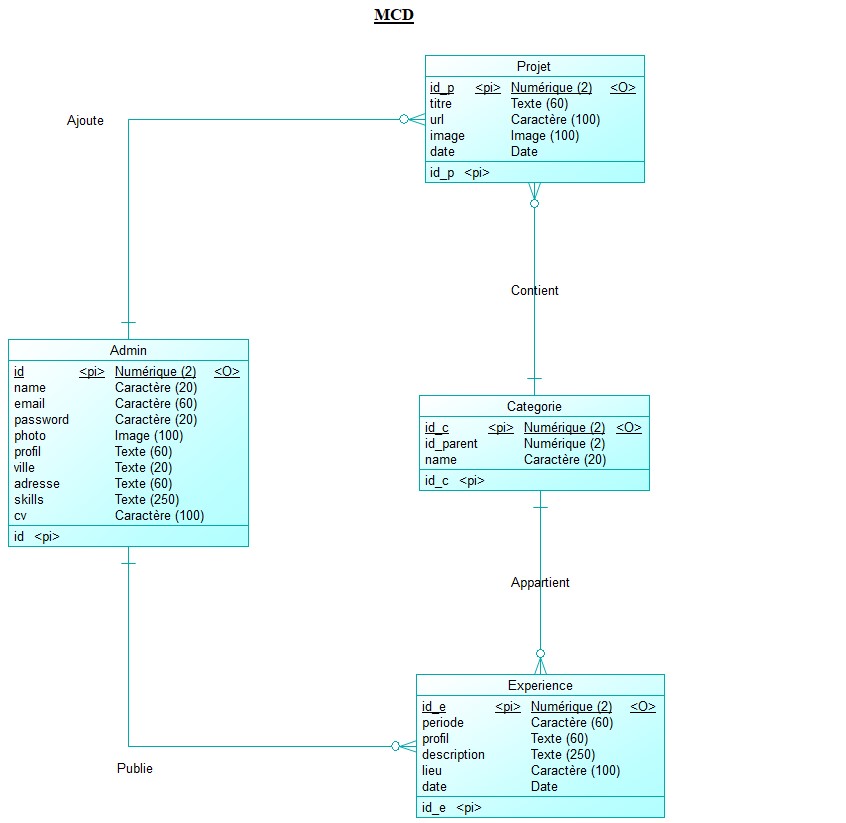 MCD
Projet
id_p <pi> Numérique (2) <O>
titre Texte (60)
url Caractère (100)
image Image (100)
date Date
id_p <pi>
Ajoute
Contient
Admin
id <pi> Numérique (2) <O>
name Caractère (20)
email Caractère (60)
password Caractère (20)
photo Image (100)
profil Texte (60)
ville Texte (20)
adresse Texte (60)
skills Texte (250)
cv Caractère (100)
id <pi>
Categorie
id_c <pi> Numérique (2) <O>
id_parent Numérique (2)
name Caractère (20)
id_c <pi>
Appartient
Experience
id_e <pi> Numérique (2) <O>
periode Caractère (60)
profil Texte (60)
description Texte (250)
lieu Caractère (100)
date Date
id_e <pi>
Publie